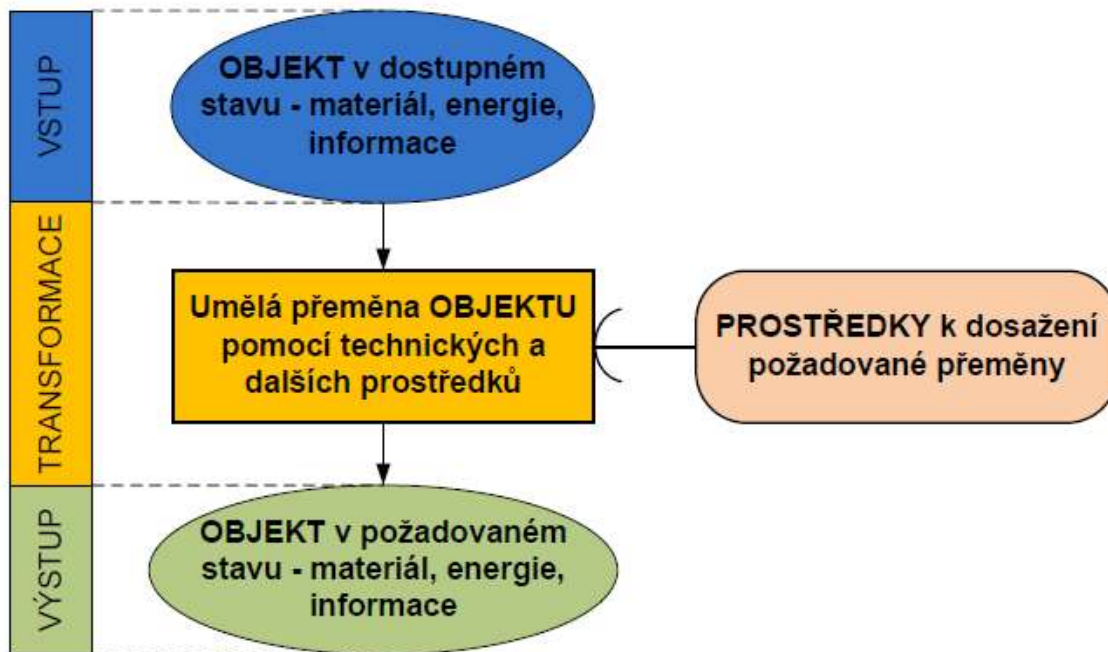 VSTUP
OBJEKT v dostupném
stavu - materiál, energie,
informace
TRANSFORMACE
Umělá přeměna OBJEKTU
pomocí technických a
dalších prostředků
PROSTŘEDKY k dosažení
požadované přeměny
VÝSTUP
OBJEKT v požadovaném
stavu - materiál, energie,
informace